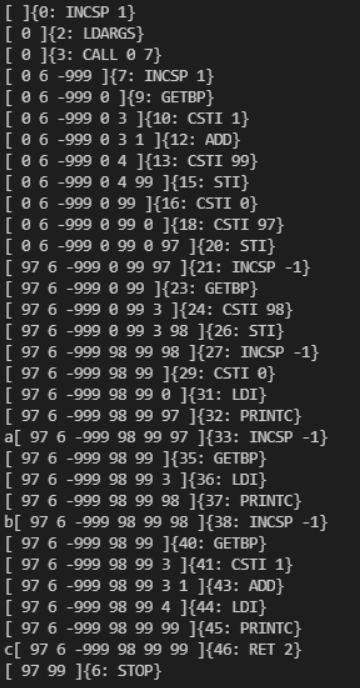 [ ]{0: INCSP 1}
[ 0 ]{2: LDARGS}
[ 0 ]{3: CALL 0 7}
[ 0 6 -999 ]{7: INCSP 1}
[ 0 6 -999 0 ]{9: GETBP}
[ 0 6 -999 0 3 ]{10: CSTI 1}
[ 0 6 -999 0 3 1 ]{12: ADD}
[ 0 6 -999 0 4 ]{13: CSTI 99}
[ 0 6 -999 0 4 99 ]{15: STI}
[ 0 6 -999 0 99 ]{16: CSTI 0}
[ 0 6 -999 0 99 0 ]{18: CSTI 97}
[ 0 6 -999 0 99 0 97 ]{20: STI}
[ 97 6 -999 0 99 97 ]{21: INCSP -1}
[ 97 6 -999 0 99 ]{23: GETBP}
[ 97 6 -999 0 99 3 ]{24: CSTI 98}
[ 97 6 -999 0 99 3 98 ]{26: STI}
[ 97 6 -999 98 99 98 ]{27: INCSP -1}
[ 97 6 -999 98 99 ]{29: CSTI 0}
[ 97 6 -999 98 99 0 ]{31: LDI}
[ 97 6 -999 98 99 97 ]{32: PRINTC}
a[ 97 6 -999 98 99 97 ]{33: INCSP -1}
[ 97 6 -999 98 99 ]{35: GETBP}
[ 97 6 -999 98 99 3 ]{36: LDI}
[ 97 6 -999 98 99 98 ]{37: PRINTC}
b[ 97 6 -999 98 99 98 ]{38: INCSP -1}
[ 97 6 -999 98 99 ]{40: GETBP}
[ 97 6 -999 98 99 3 ]{41: CSTI 1}
[ 97 6 -999 98 99 3 1 ]{43: ADD}
[ 97 6 -999 98 99 4 ]{44: LDI}
[ 97 6 -999 98 99 99 ]{45: PRINTC}
c[ 97 6 -999 98 99 99 ]{46: RET 2}
[ 97 99 ]{6: STOP}